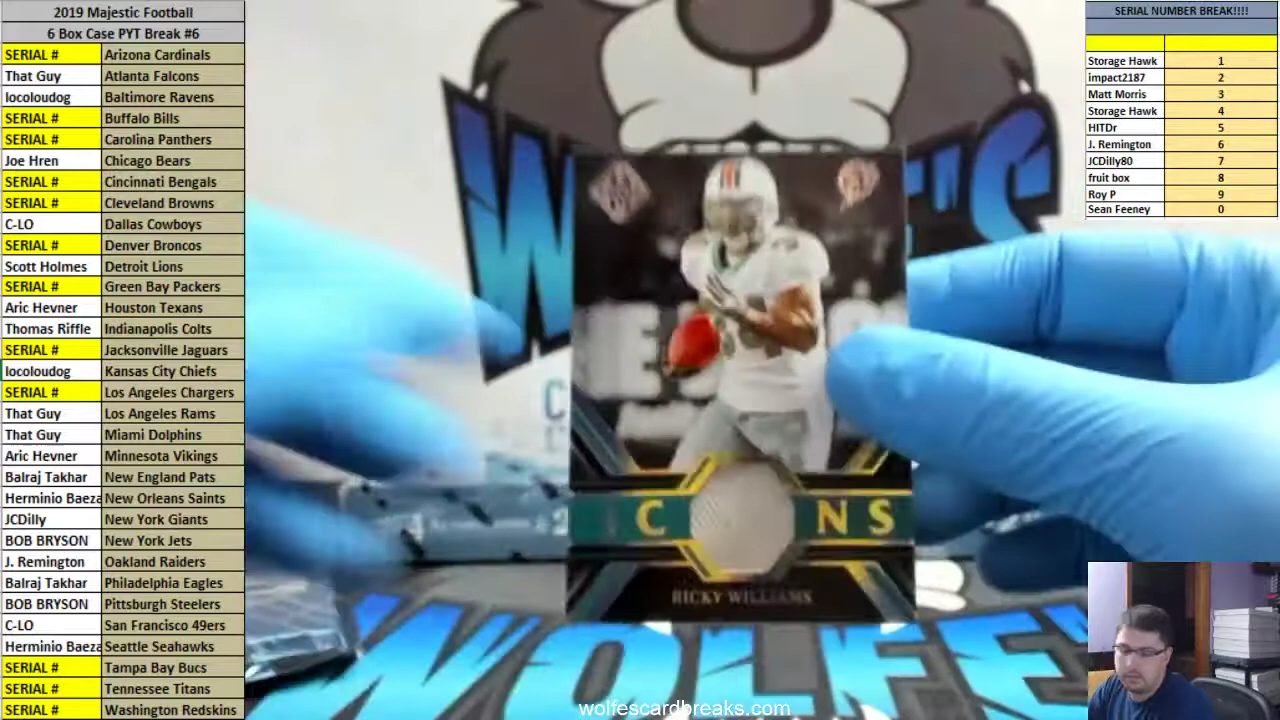 2019 Majestic Football
6 Box Case PYT Break #6
SERIAL # Arizona Cardinals
That Guy Atlanta Falcons
locoloudog Baltimore Ravens
SERIAL # Buffalo Bills
SERIAL # Carolina Panthers
Joe Hren Chicago Bears
SERIAL # Cincinnati Bengals
SERIAL # Cleveland Browns
C-LO Dallas Cowboys
SERIAL # Denver Broncos
Scott Holmes Detroit Lions
SERIAL # Green Bay Packers
Aric Hevner Houston Texans
Thomas Riffle Indianapolis Colts
SERIAL # Jacksonville Jaguars
locoloudog Kansas City Chiefs
SERIAL # Los Angeles Chargers
That Guy Los Angeles Rams
That Guy Miami Dolphins
Aric Hevner Minnesota Vikings
Balraj Takhar New England Pats
Herminio Baeza New Orleans Saints
JCDilly New York Giants
BOB BRYSON New York Jets
J. Remington Oakland Raiders
Balraj Takhar Philadelphia Eagles
BOB BRYSON Pittsburgh Steelers
C-LO San Francisco 49ers
Herminio Baeza Seattle Seahawks
SERIAL # Tampa Bay Bucs
SERIAL # Tennessee Titans
SERIAL # Washington Redskins
C NS
RICKY WILLIAMS
WOLFE'
wolfescardbreaks.com
SERIAL NUMBER BREAK!!!!
Storage Hawk 1
impact2187 2
Matt Morris 3
Storage Hawk 4
HITDr 5
J. Remington 6
JCDilly80 7
fruit box 8
Roy P 9
Sean Feeney 0